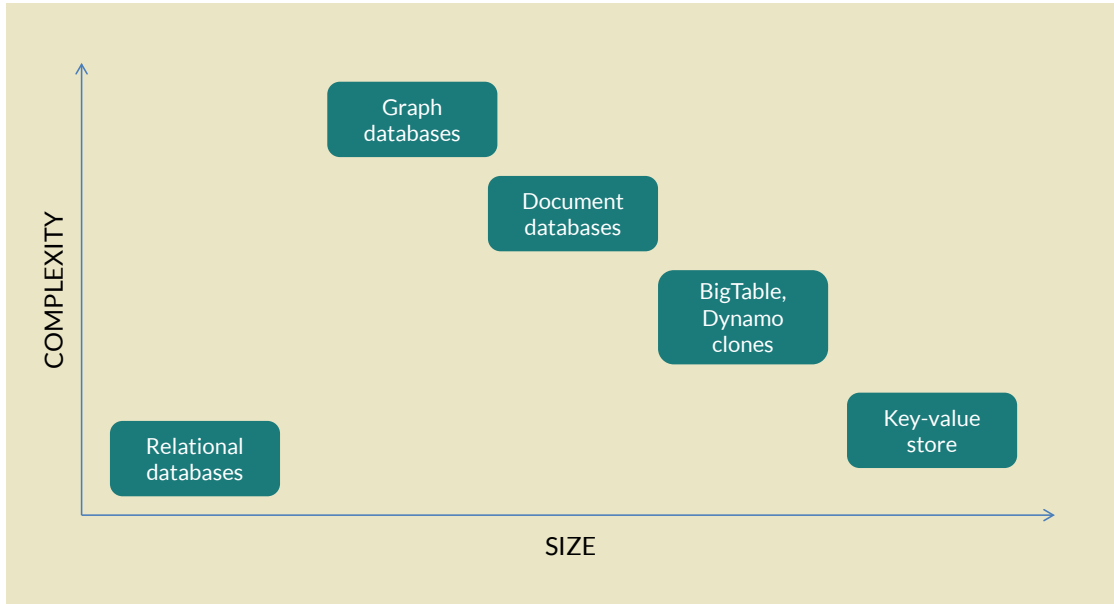 Graph
databases
Document
databases
BigTable,
Dynamo
clones
Key-value
store
Relational
databases
COMPLEXITY
SIZE